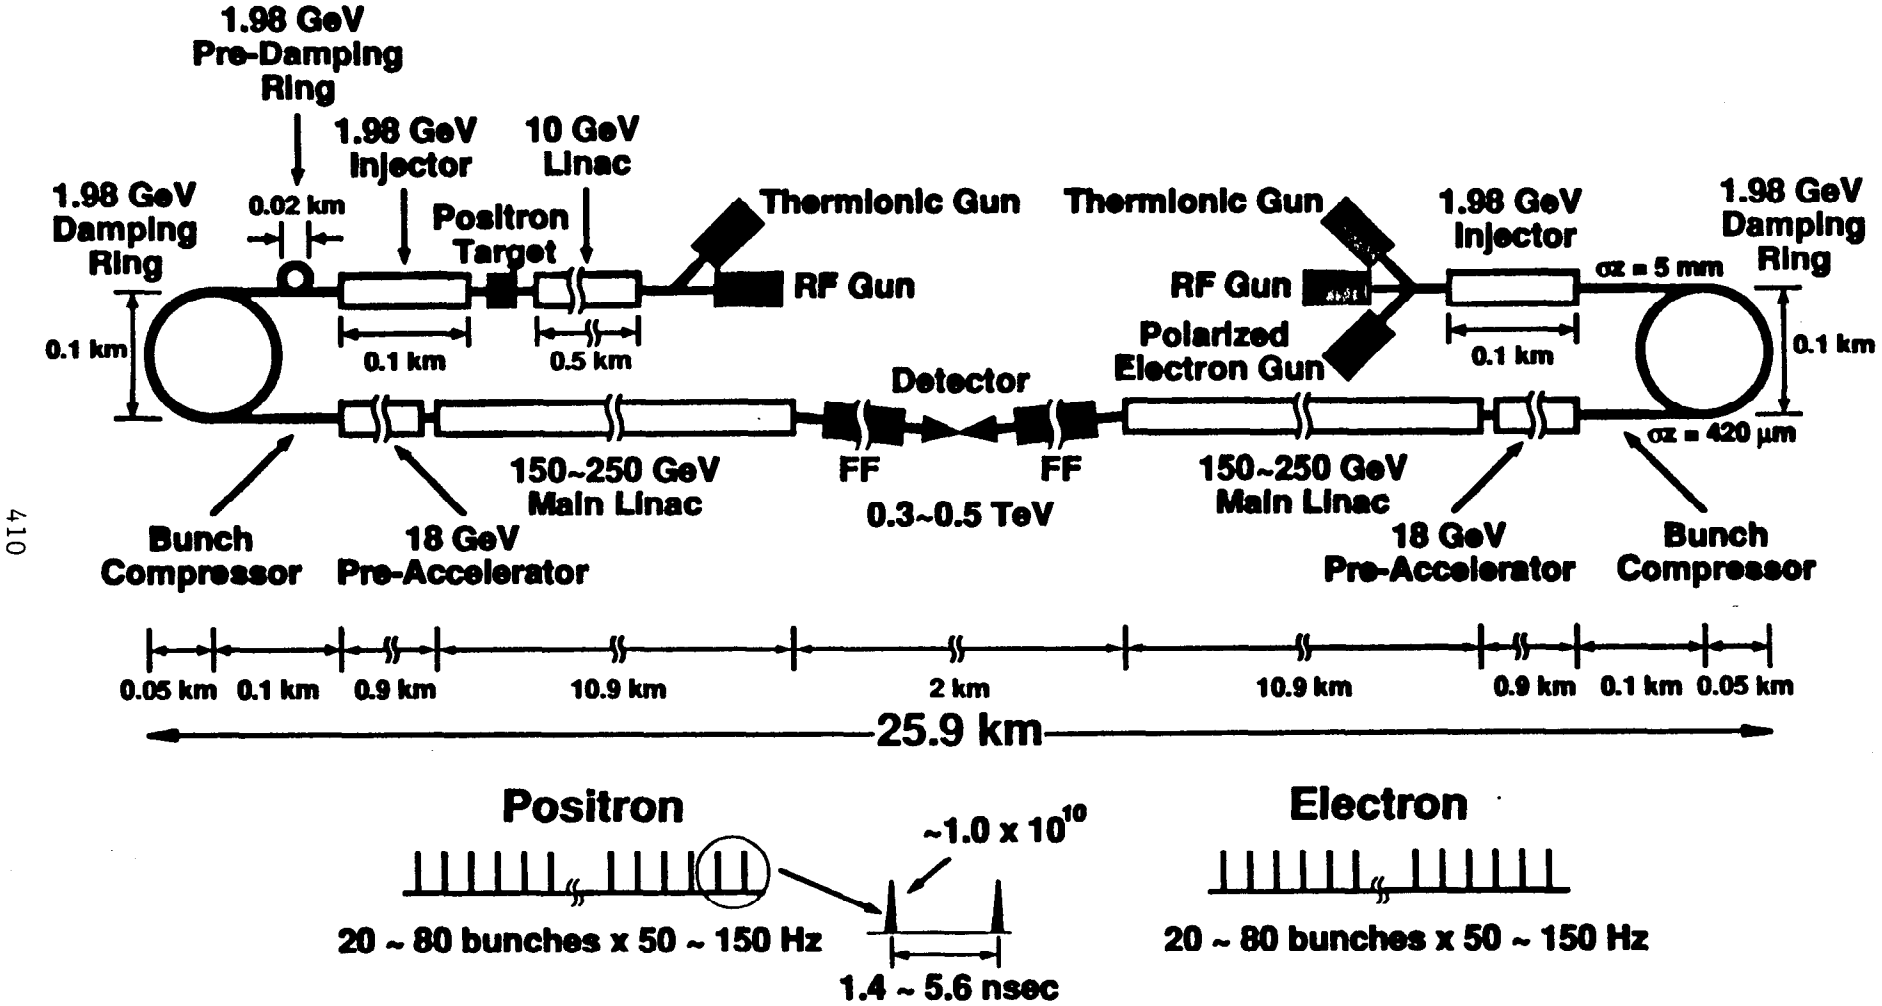 1.98 GeV
Pre-Damping
Ring
1.98 GeV
Injector
10 GeV
Linac
1.98 GeV
Damping
Ring
0.02 km
Positron
Target
Thermionic Gun
RF Gun
0.1 km
0.1 km
0.5 km
Thermionic Gun
RF Gun
Polarized
Electron Gun
1.98 GeV
Injector
σz = 5 mm
1.98 GeV
Damping
Ring
0.1 km
0.1 km
Detector
FF
FF
0.3~0.5 TeV
150~250 GeV
Main Linac
150~250 GeV
Main Linac
σz = 420 μm
Bunch
Compressor
18 GeV
Pre-Accelerator
18 GeV
Pre-Accelerator
Bunch
Compressor
410
0.05 km 0.1 km 0.9 km 10.9 km 2 km 10.9 km 0.9 km 0.1 km 0.05 km
25.9 km
Positron
20 ~ 80 bunches x 50 ~ 150 Hz
~1.0 x 10¹⁰
1.4 ~ 5.6 nsec
Electron
20 ~ 80 bunches x 50 ~ 150 Hz